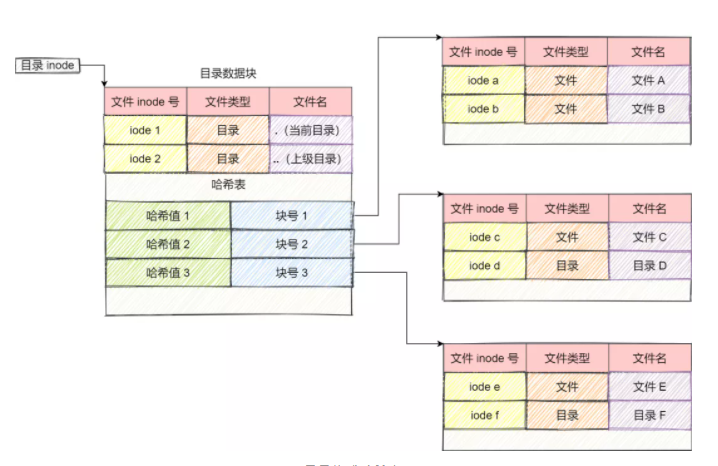 目录 inode
目录数据块
文件 inode 号 文件类型 文件名
iode 1 目录 .（当前目录）
iode 2 目录 ..（上级目录）
哈希表
哈希值 1 块号 1
哈希值 2 块号 2
哈希值 3 块号 3
文件 inode 号 文件类型 文件名
iode a 文件 文件 A
iode b 文件 文件 B
文件 inode 号 文件类型 文件名
iode c 文件 文件 C
iode d 目录 目录 D
文件 inode 号 文件类型 文件名
iode e 文件 文件 E
iode f 目录 目录 F